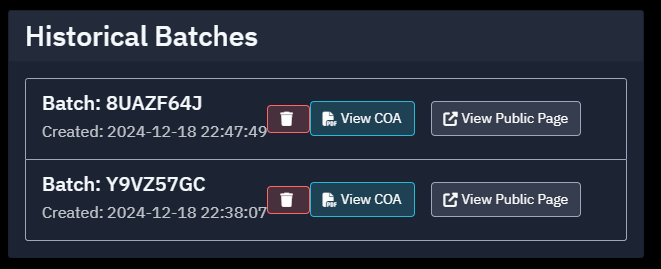 Historical Batches
Batch: 8UAZF64J
Created: 2024-12-18 22:47:49
View COA
View Public Page
Batch: Y9VZ57GC
Created: 2024-12-18 22:38:07
View COA
View Public Page